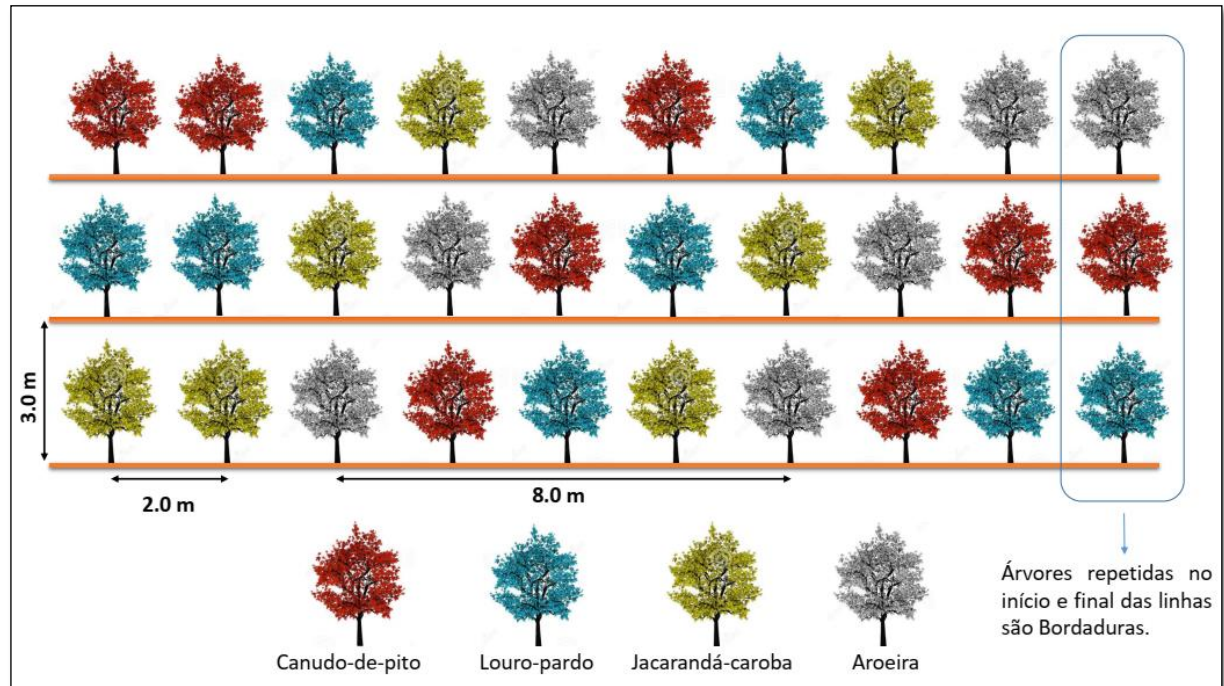 3.0 m
2.0 m
8.0 m
Canudo-de-pito
Louro-pardo
Jacarandá-caroba
Aroeira
Árvores repetidas no
início e final das linhas
são Bordaduras.